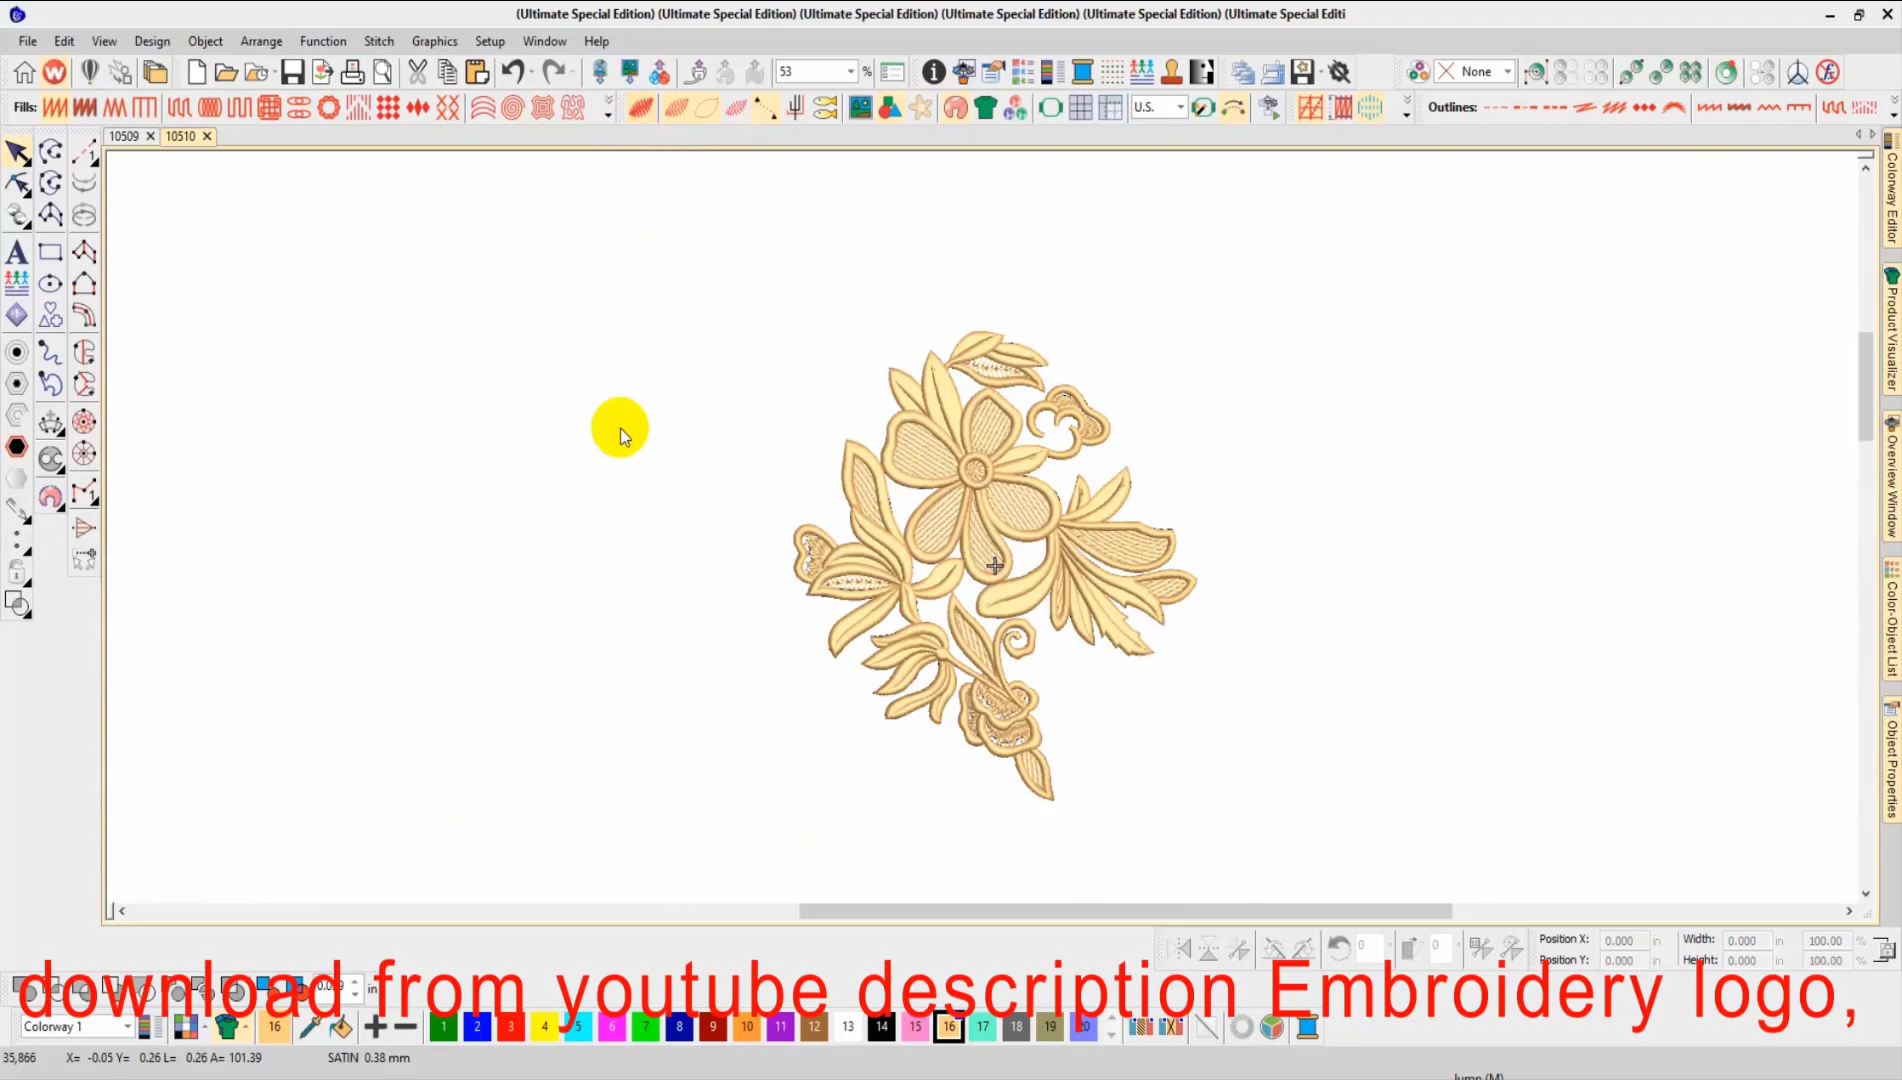 (Ultimate Special Edition) (Ultimate Special Edition) (Ultimate Special Edition) (Ultimate Special Edition) (Ultimate Special Edition) (Ultimate Special Editi
File Edit View Design Object Arrange Function Stitch Graphics Setup Window Help
53 % None
Fills: U.S. Outlines:
10509 10510
Colorway Editor
Product Visualizer
Overview Window
Color-Object List
Object Properties
0 0 Position X: 0.000 in Width: 0.000 in 100.00 %
Position Y: 0.000 in Height: 0.000 in 100.00 %
in
download from youtube description Embroidery logo,
Colorway 1 16 1 2 3 4 5 6 7 8 9 10 11 12 13 14 15 16 17 18 19 20
35,866 X= -0.05 Y= 0.26 L= 0.26 A= 101.39 SATIN 0.38 mm
Jump (M)